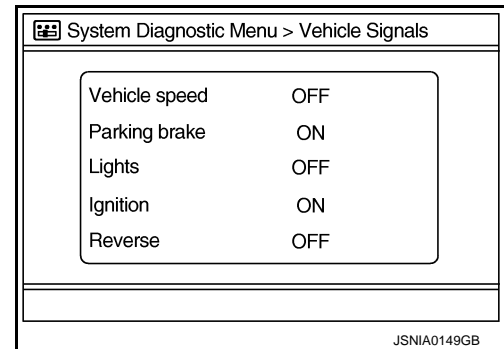 System Diagnostic Menu > Vehicle Signals
Vehicle speed OFF
Parking brake ON
Lights OFF
Ignition ON
Reverse OFF
JSNIA0149GB